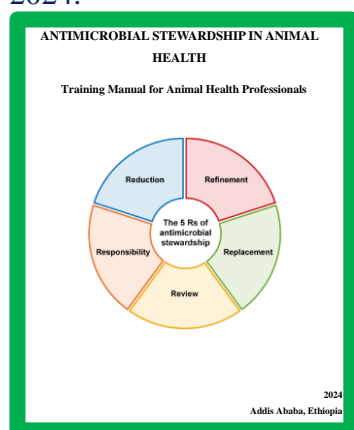 2024.
ANTIMICROBIAL STEWARDSHIP IN ANIMAL
HEALTH
Training Manual for Animal Health Professionals
Reduction
Refinement
The 5 Rs of
antimicrobial
stewardship
Responsibility
Replacement
Review
2024
Addis Ababa, Ethiopia